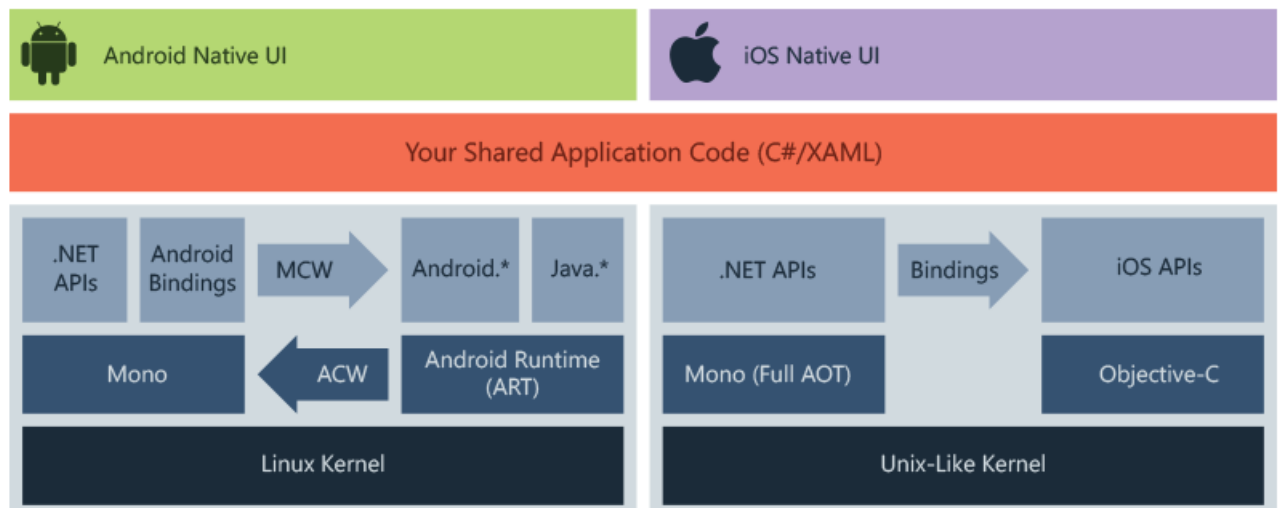 Android Native UI
iOS Native UI
Your Shared Application Code (C#/XAML)
.NET
APIs
Android
Bindings
MCW
Android.*
Java.*
Mono
ACW
Android Runtime
(ART)
Linux Kernel
.NET APIs
Bindings
iOS APIs
Mono (Full AOT)
Objective-C
Unix-Like Kernel